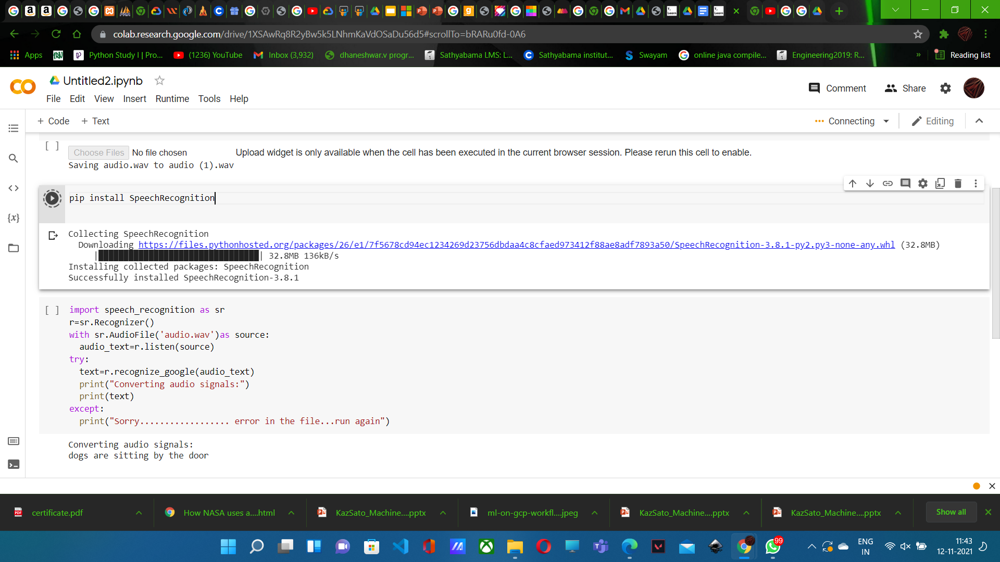 colab.research.google.com/drive/1XSAwRq8R2yBw5k5LNhmKaVdOSaDu56d5#scrollTo=bRARu0fd-0A6
Apps Python Study I | Pro... (1236) YouTube Inbox (3,932) dhaneshwar.v progr... Sathyabama LMS: L... Sathyabama institut... Swayam online java compile... Engineering2019: R... » Reading list
Untitled2.ipynb
Comment Share
File Edit View Insert Runtime Tools Help
+ Code + Text Connecting Editing
[ ] Choose Files No file chosen Upload widget is only available when the cell has been executed in the current browser session. Please rerun this cell to enable.
Saving audio.wav to audio (1).wav
pip install SpeechRecognition
Collecting SpeechRecognition
Downloading https://files.pythonhosted.org/packages/26/e1/7f5678cd94ec1234269d23756dbdaa4c8cfaed973412f88ae8adf7893a50/SpeechRecognition-3.8.1-py2.py3-none-any.whl (32.8MB)
|████████████████████████████████| 32.8MB 136kB/s
Installing collected packages: SpeechRecognition
Successfully installed SpeechRecognition-3.8.1
[ ] import speech_recognition as sr
r=sr.Recognizer()
with sr.AudioFile('audio.wav')as source:
audio_text=r.listen(source)
try:
text=r.recognize_google(audio_text)
print("Converting audio signals:")
print(text)
except:
print("Sorry.................. error in the file...run again")
Converting audio signals:
dogs are sitting by the door
certificate.pdf How NASA uses a....html KazSato_Machine....pptx ml-on-gcp-workfl....jpeg KazSato_Machine....pptx KazSato_Machine....pptx Show all
99 ENG 11:43
IN 12-11-2021